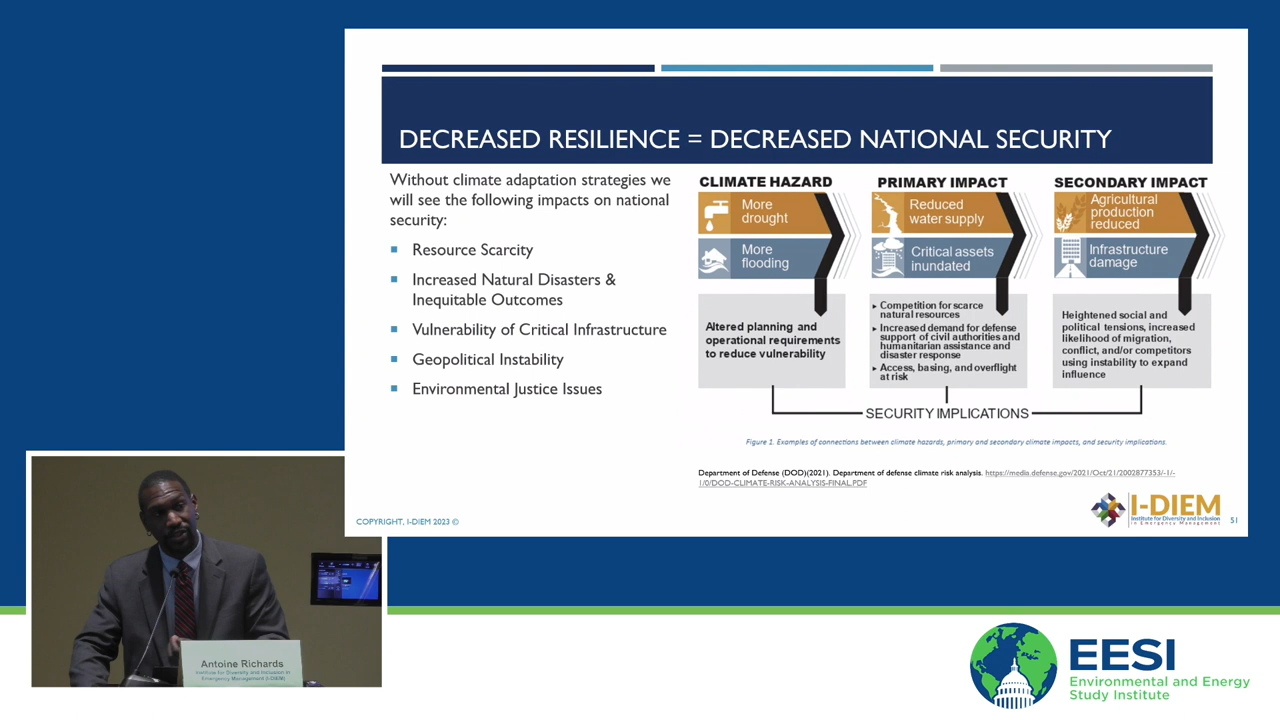 DECREASED RESILIENCE = DECREASED NATIONAL SECURITY
Without climate adaptation strategies we
will see the following impacts on national
security:
Resource Scarcity
Increased Natural Disasters &
Inequitable Outcomes
Vulnerability of Critical Infrastructure
Geopolitical Instability
Environmental Justice Issues
CLIMATE HAZARD
More
drought
More
flooding
Altered planning and
operational requirements
to reduce vulnerability
PRIMARY IMPACT
Reduced
water supply
Critical assets
inundated
Competition for scarce
natural resources
Increased demand for defense
support of civil authorities and
humanitarian assistance and
disaster response
Access, basing, and overflight
at risk
SECONDARY IMPACT
Agricultural
production
reduced
Infrastructure
damage
Heightened social and
political tensions, increased
likelihood of migration,
conflict, and/or competitors
using instability to expand
influence
SECURITY IMPLICATIONS
Figure 1. Examples of connections between climate hazards, primary and secondary climate impacts, and security implications.
Department of Defense (DOD)(2021). Department of defense climate risk analysis. https://media.defense.gov/2021/Oct/21/2002877353/-1/-
1/0/DOD-CLIMATE-RISK-ANALYSIS-FINAL.PDF
COPYRIGHT, I-DIEM 2023 ©
I-DIEM
Institute for Diversity and Inclusion
in Emergency Management
51
Antoine Richards
Institute for Diversity and Inclusion in
Emergency Management (I-DIEM)
EESI
Environmental and Energy
Study Institute